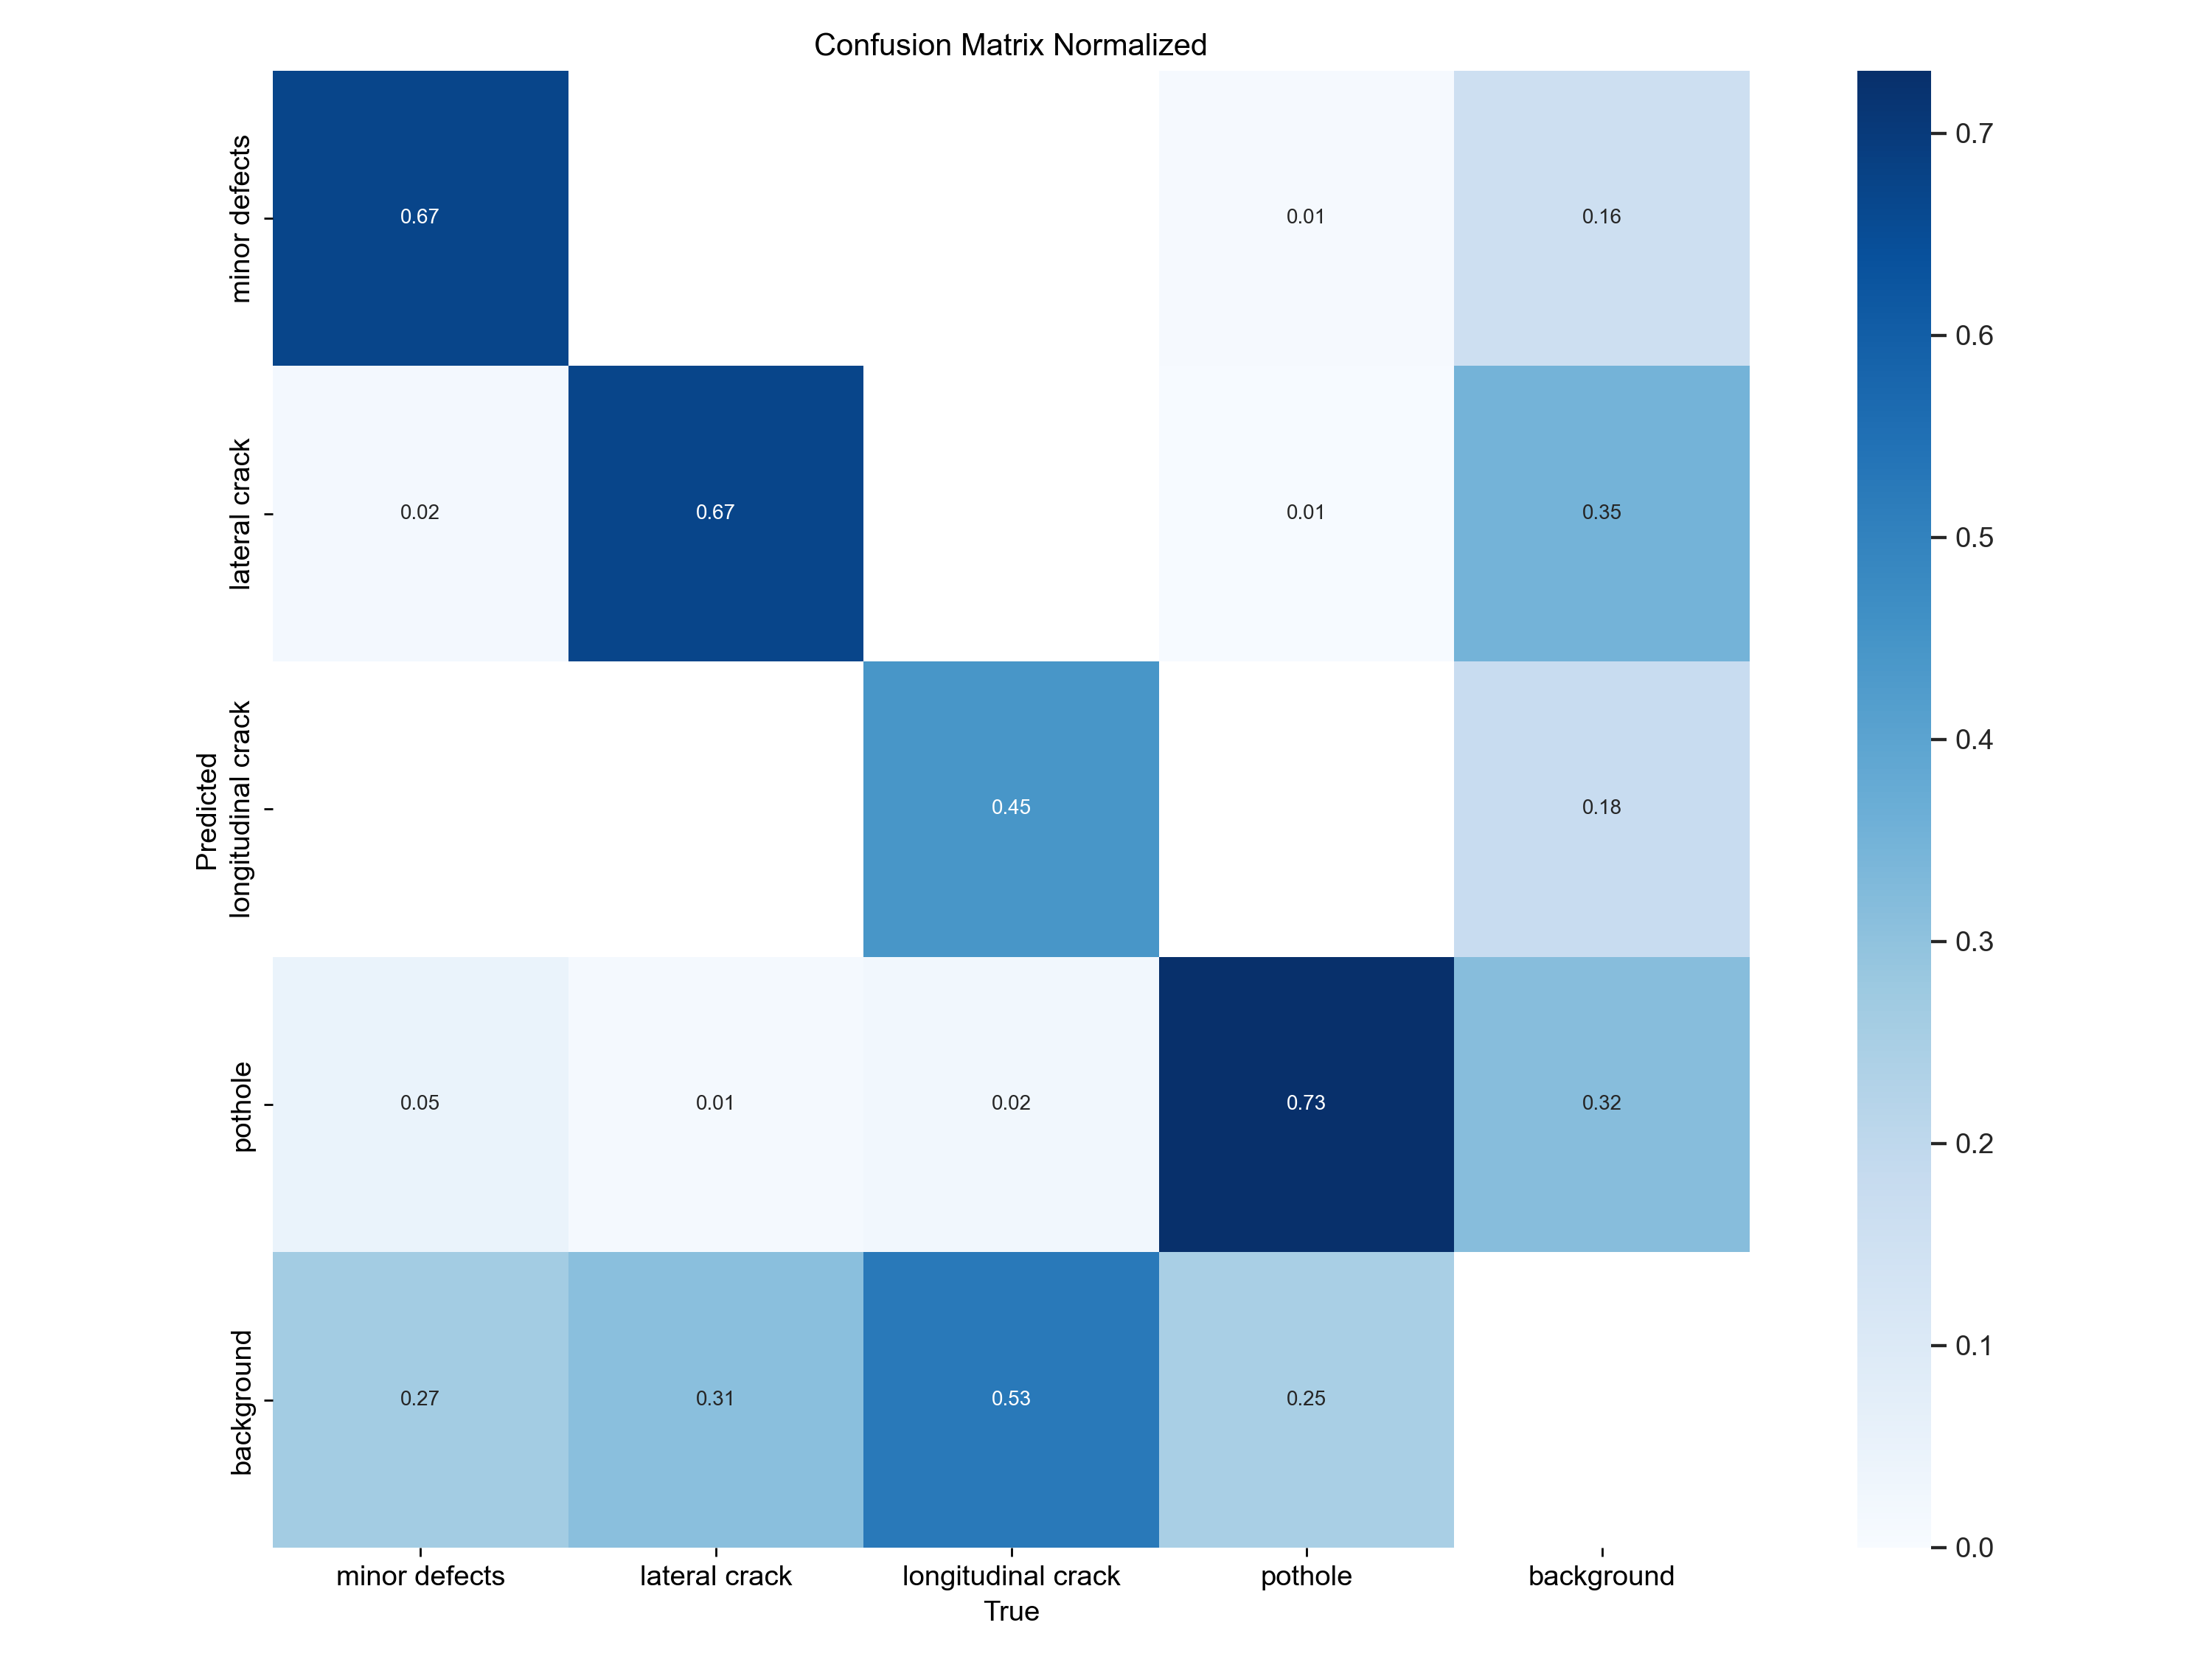 Confusion Matrix Normalized
minor defects
0.67
0.01
0.16
lateral crack
0.02
0.67
0.01
0.35
Predicted
longitudinal crack
0.45
0.18
pothole
0.05
0.01
0.02
0.73
0.32
background
0.27
0.31
0.53
0.25
minor defects
lateral crack
longitudinal crack
pothole
background
True
0.7
0.6
0.5
0.4
0.3
0.2
0.1
0.0